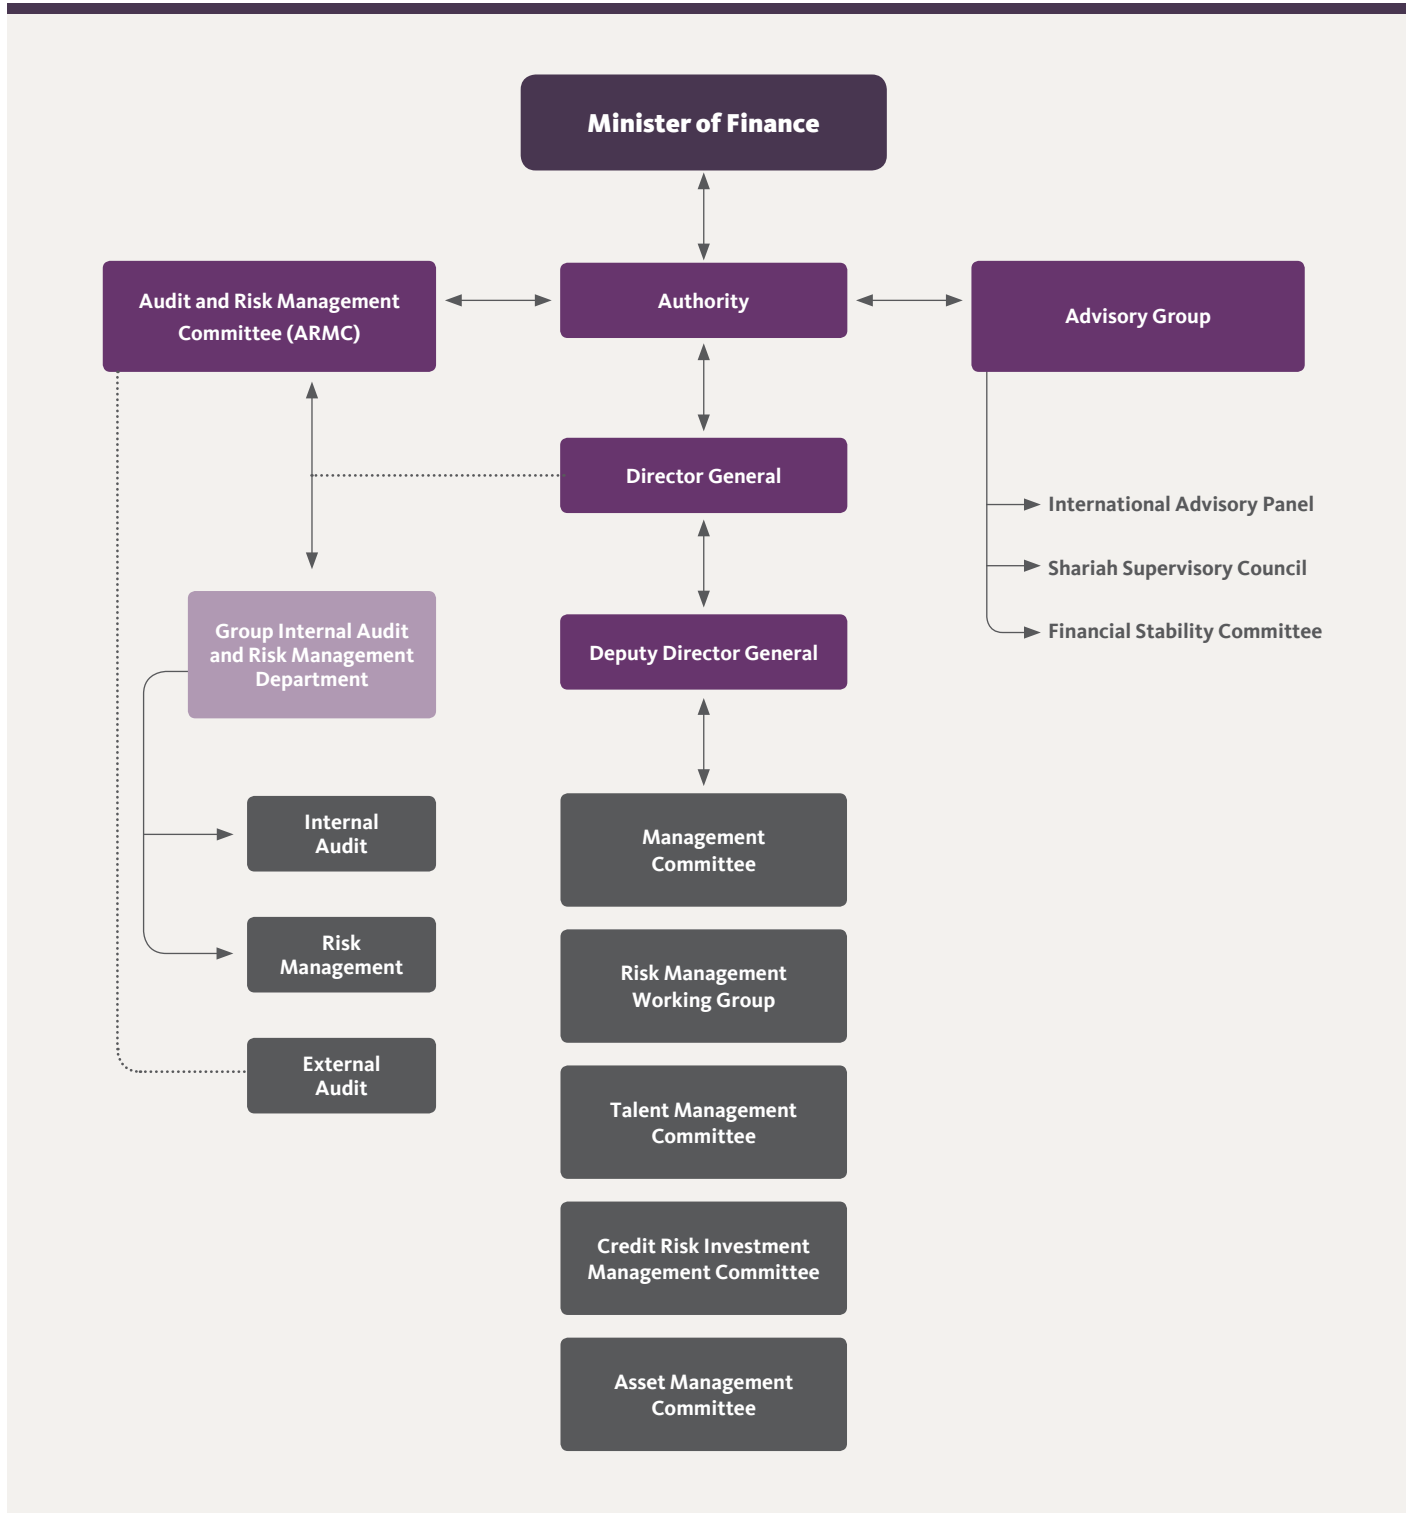 Minister of Finance
Audit and Risk Management
Committee (ARMC)
Authority
Advisory Group
Director General
International Advisory Panel
Shariah Supervisory Council
Financial Stability Committee
Group Internal Audit
and Risk Management
Department
Deputy Director General
Internal
Audit
Risk
Management
External
Audit
Management
Committee
Risk Management
Working Group
Talent Management
Committee
Credit Risk Investment
Management Committee
Asset Management
Committee